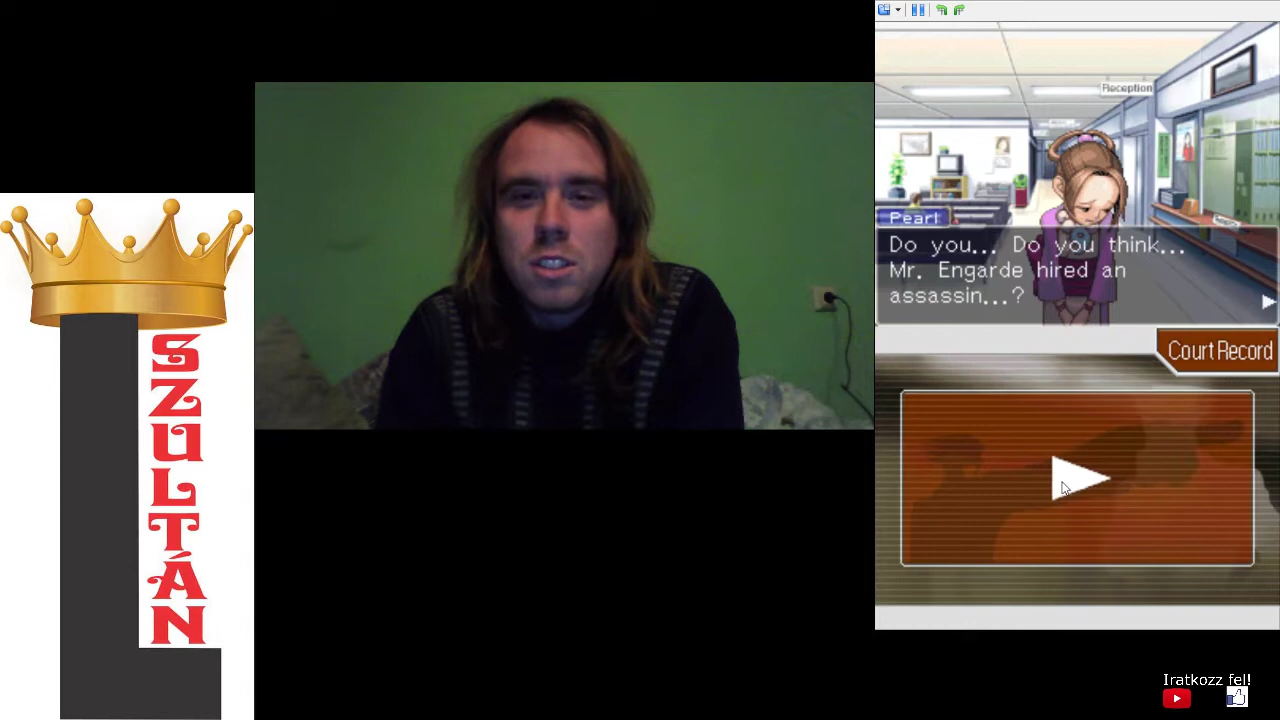 SZULTÁN
Reception
Pearl
Do you... Do you think...
Mr. Engarde hired an
assassin...?
Court Record
Iratkozz fel!